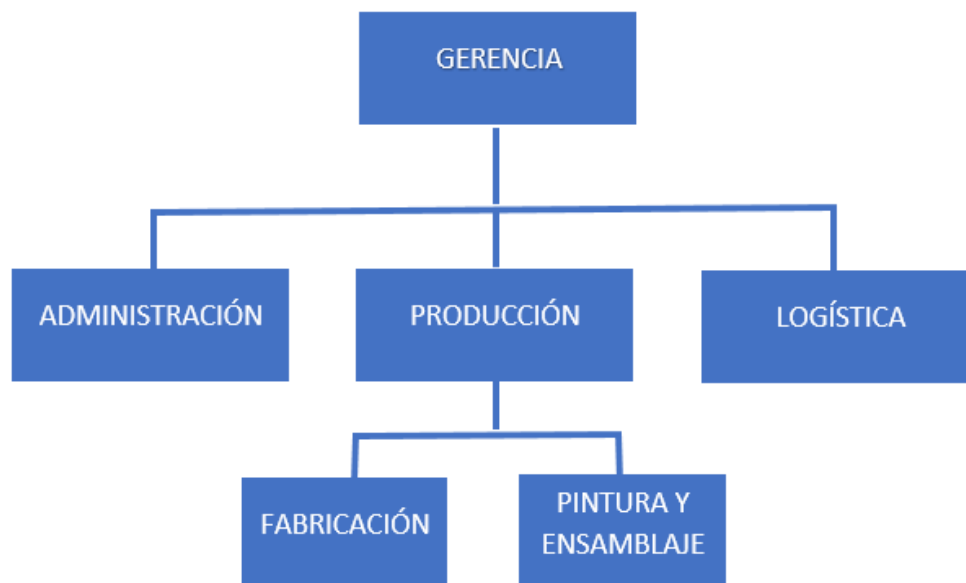 GERENCIA
ADMINISTRACIÓN
PRODUCCIÓN
LOGÍSTICA
FABRICACIÓN
PINTURA Y
ENSAMBLAJE